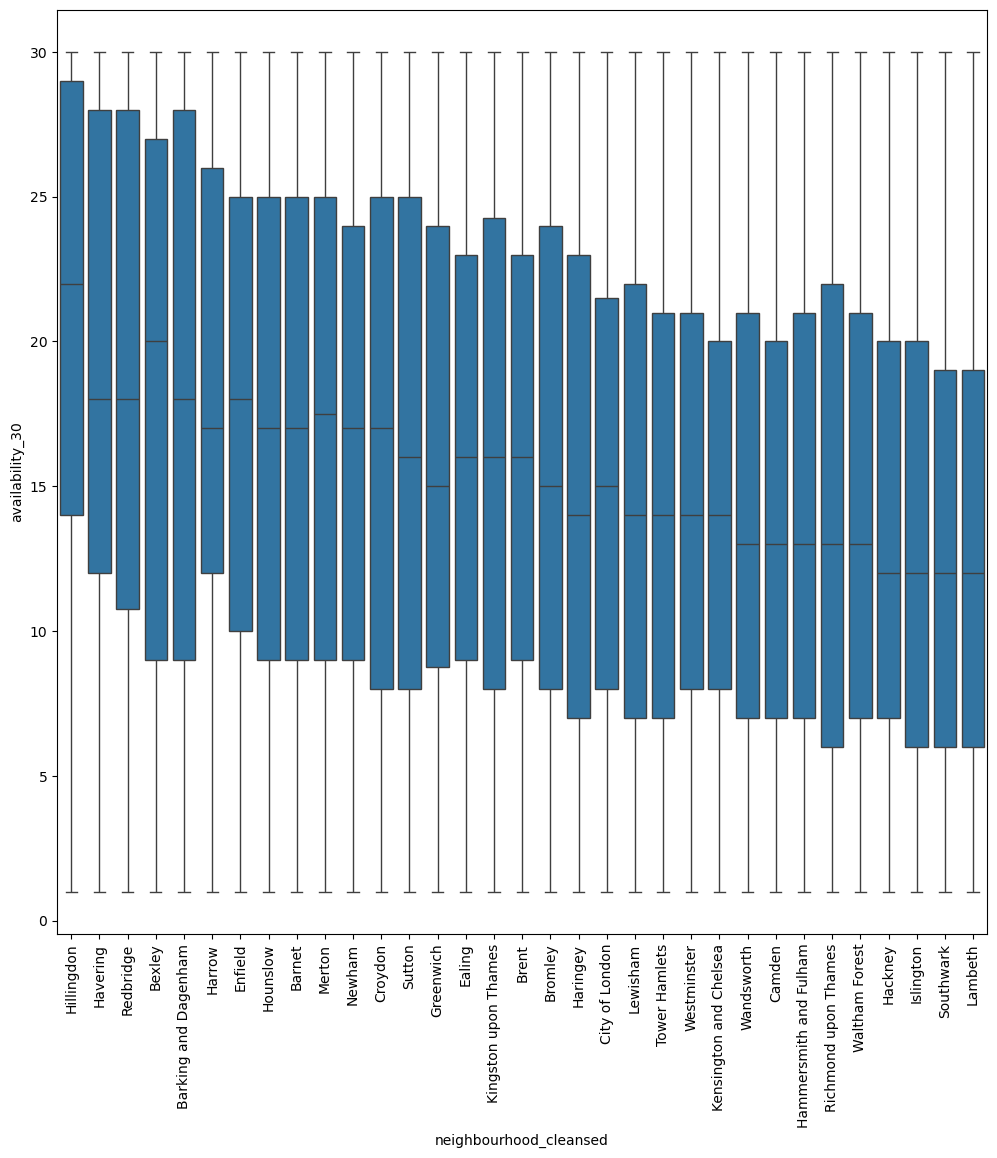 availability_30
30
25
20
15
10
5
0
Hillingdon
Havering
Redbridge
Bexley
Barking and Dagenham
Harrow
Enfield
Hounslow
Barnet
Merton
Newham
Croydon
Sutton
Greenwich
Ealing
Kingston upon Thames
Brent
Bromley
Haringey
City of London
Lewisham
Tower Hamlets
Westminster
Kensington and Chelsea
Wandsworth
Camden
Hammersmith and Fulham
Richmond upon Thames
Waltham Forest
Hackney
Islington
Southwark
Lambeth
neighbourhood_cleansed